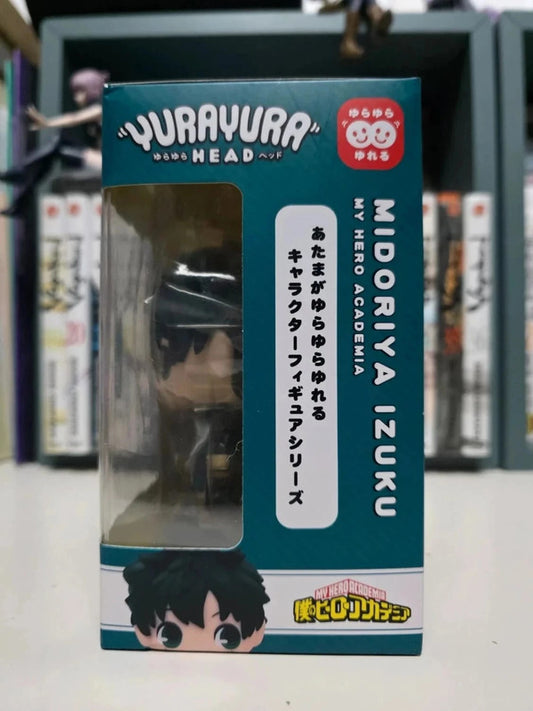 "YURAYURA"
ゆらゆら HEAD ヘッド
ゆらゆら
ゆれる
MIDORIYA IZUKU
MY HERO ACADEMIA
あたまがゆらゆらゆれる
キャラクターフィギュアシリーズ
MY HERO ACADEMIA
僕のヒーローアカデミア
20